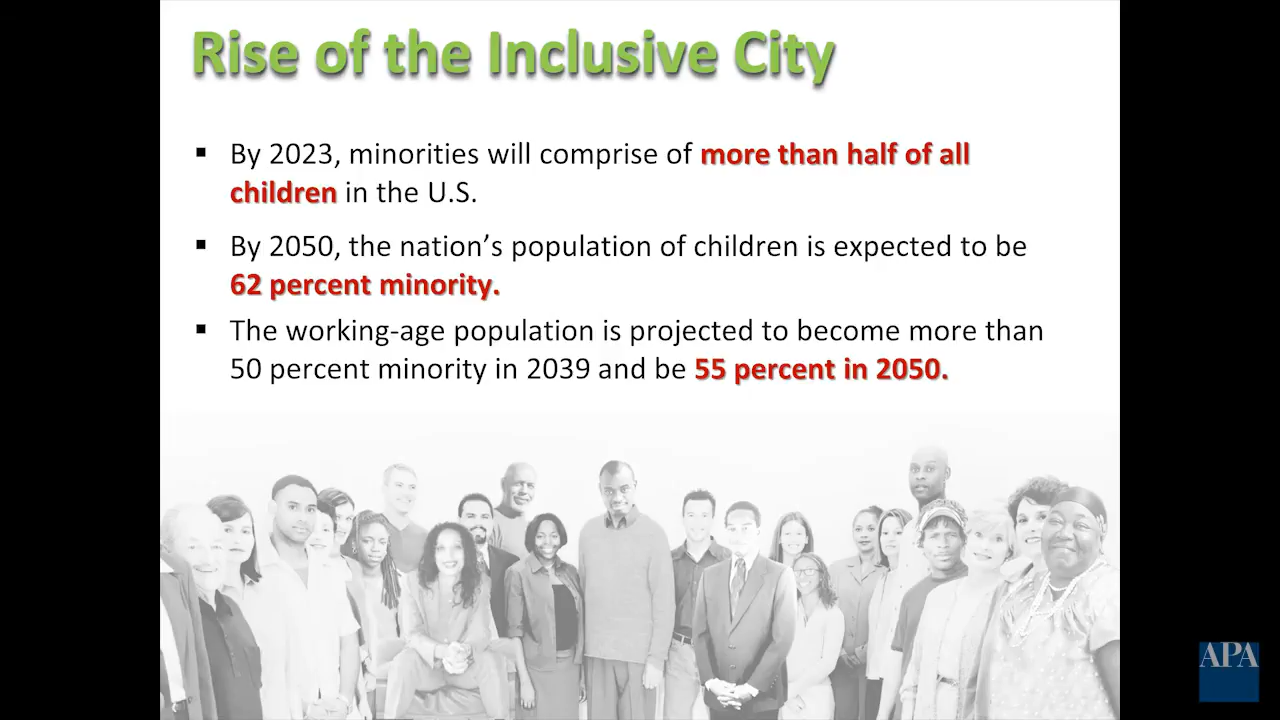 Rise of the Inclusive City
▪ By 2023, minorities will comprise of more than half of all
children in the U.S.
▪ By 2050, the nation’s population of children is expected to be
62 percent minority.
▪ The working-age population is projected to become more than
50 percent minority in 2039 and be 55 percent in 2050.
APA